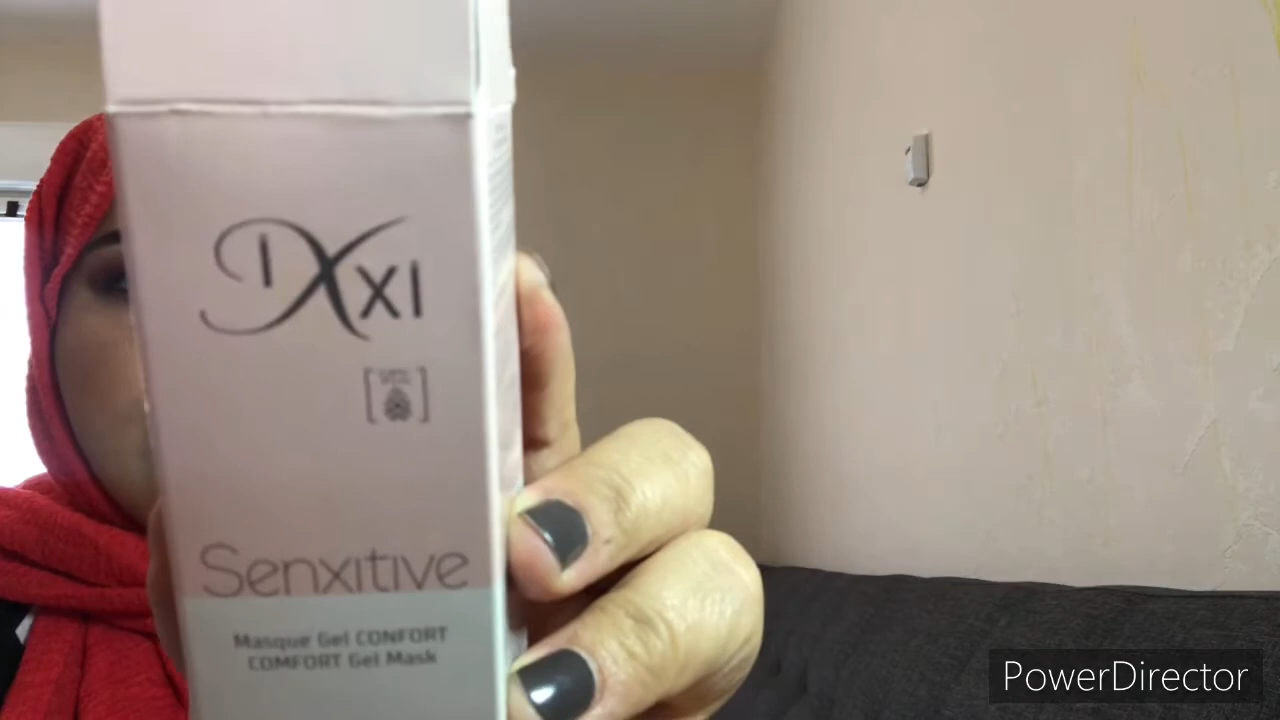 IXXI
Senxitive
Masque Gel CONFORT
COMFORT Gel Mask
PowerDirector